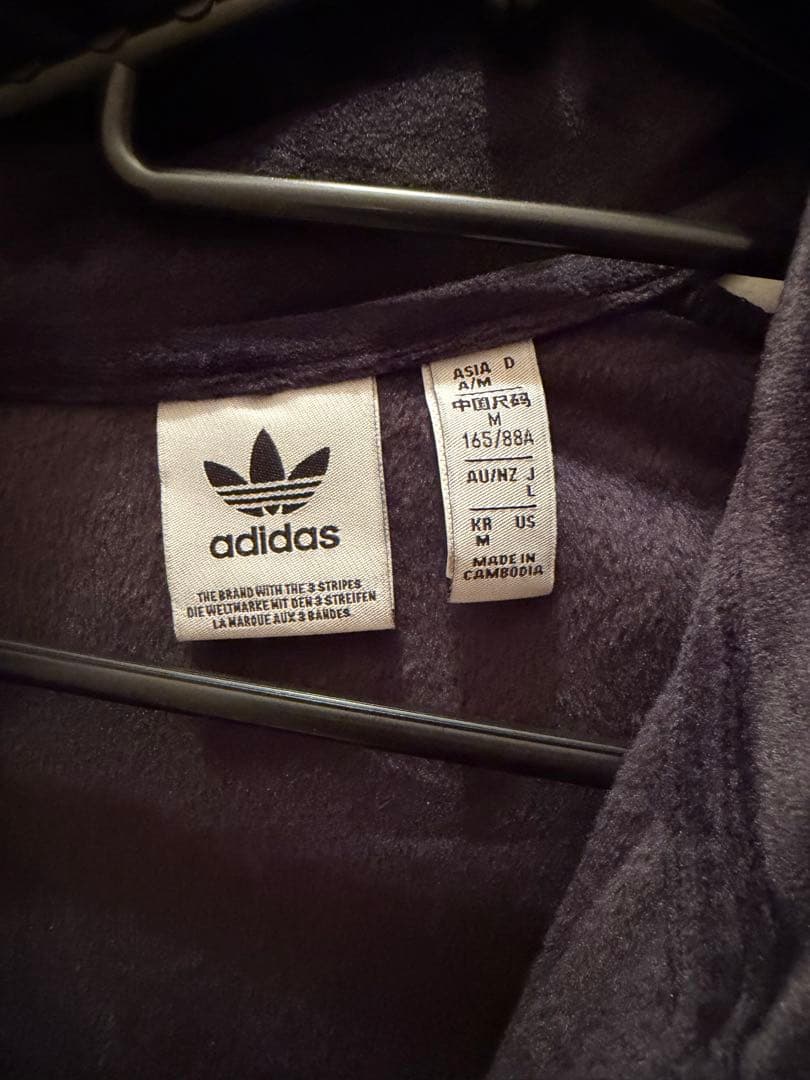 adidas
THE BRAND WITH THE 3 STRIPES
DIE WELTMARKE MIT DEN 3 STREIFEN
LA MARQUE AUX 3 BANDES
ASIA D
A/M
中国尺码
M
165/88A
AU/NZ J
L
KR US
M
MADE IN
CAMBODIA